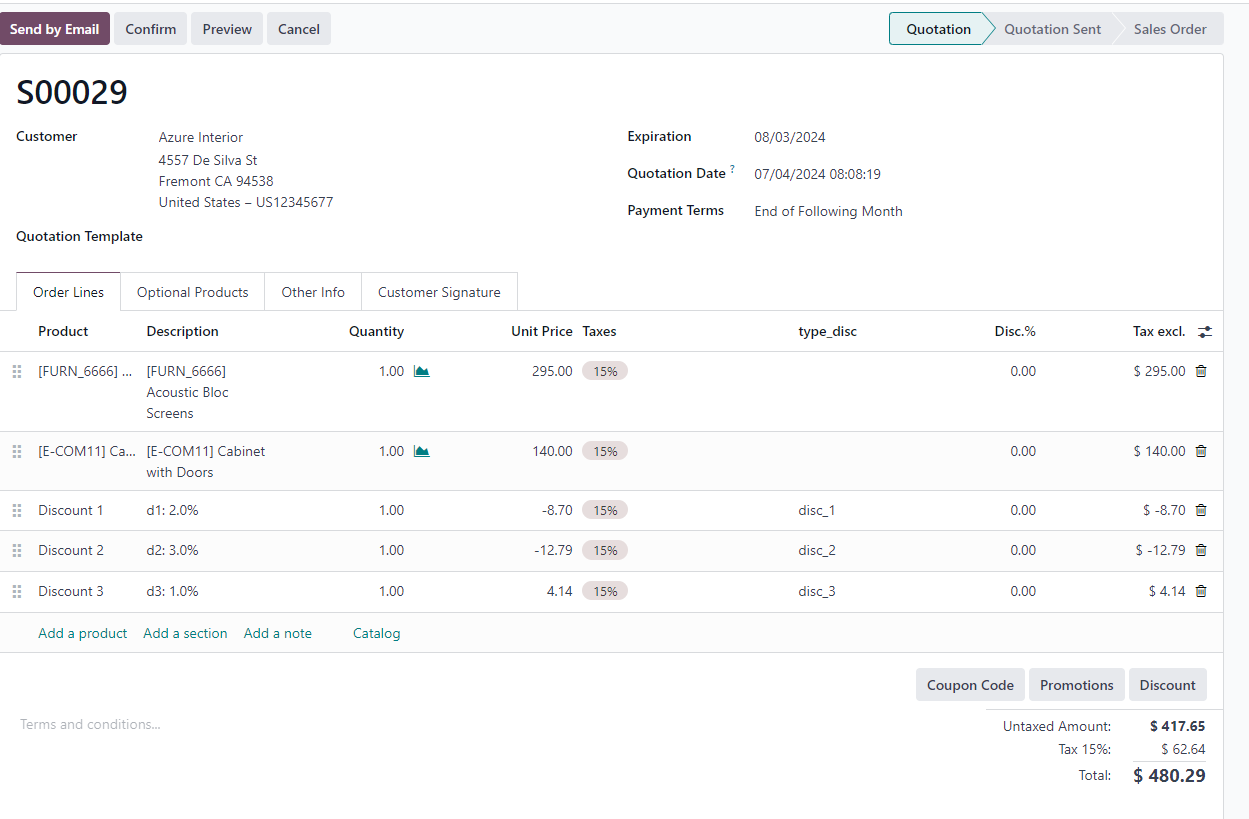 Send by Email Confirm Preview Cancel Quotation Quotation Sent Sales Order
S00029
Customer Azure Interior Expiration 08/03/2024
4557 De Silva St
Fremont CA 94538 Quotation Date ? 07/04/2024 08:08:19
United States – US12345677 Payment Terms End of Following Month
Quotation Template
Order Lines Optional Products Other Info Customer Signature
Product Description Quantity Unit Price Taxes type_disc Disc.% Tax excl.
[FURN_6666] ... [FURN_6666] 1.00 295.00 15% 0.00 $ 295.00
Acoustic Bloc
Screens
[E-COM11] Ca... [E-COM11] Cabinet 1.00 140.00 15% 0.00 $ 140.00
with Doors
Discount 1 d1: 2.0% 1.00 -8.70 15% disc_1 0.00 $ -8.70
Discount 2 d2: 3.0% 1.00 -12.79 15% disc_2 0.00 $ -12.79
Discount 3 d3: 1.0% 1.00 4.14 15% disc_3 0.00 $ 4.14
Add a product Add a section Add a note Catalog
Coupon Code Promotions Discount
Terms and conditions... Untaxed Amount: $ 417.65
Tax 15%: $ 62.64
Total: $ 480.29